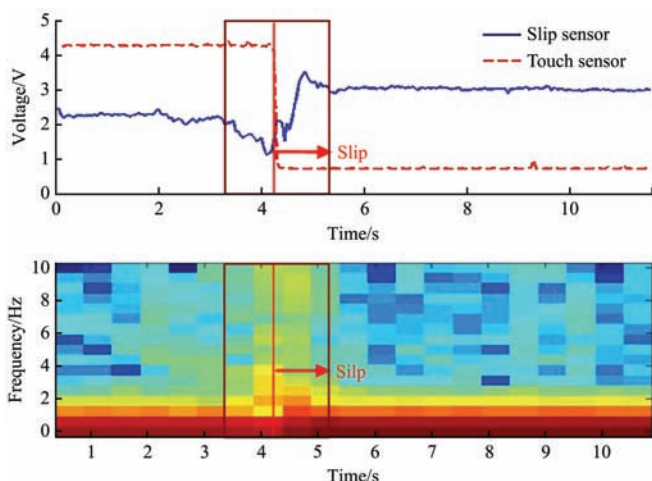 5
Slip sensor
4
Touch sensor
3
Voltage/V
2
Slip
1
0
0 2 4 6 8 10
Time/s
10
8
6
Frequency/Hz
4
Silp
2
0
1 2 3 4 5 6 7 8 9 10
Time/s